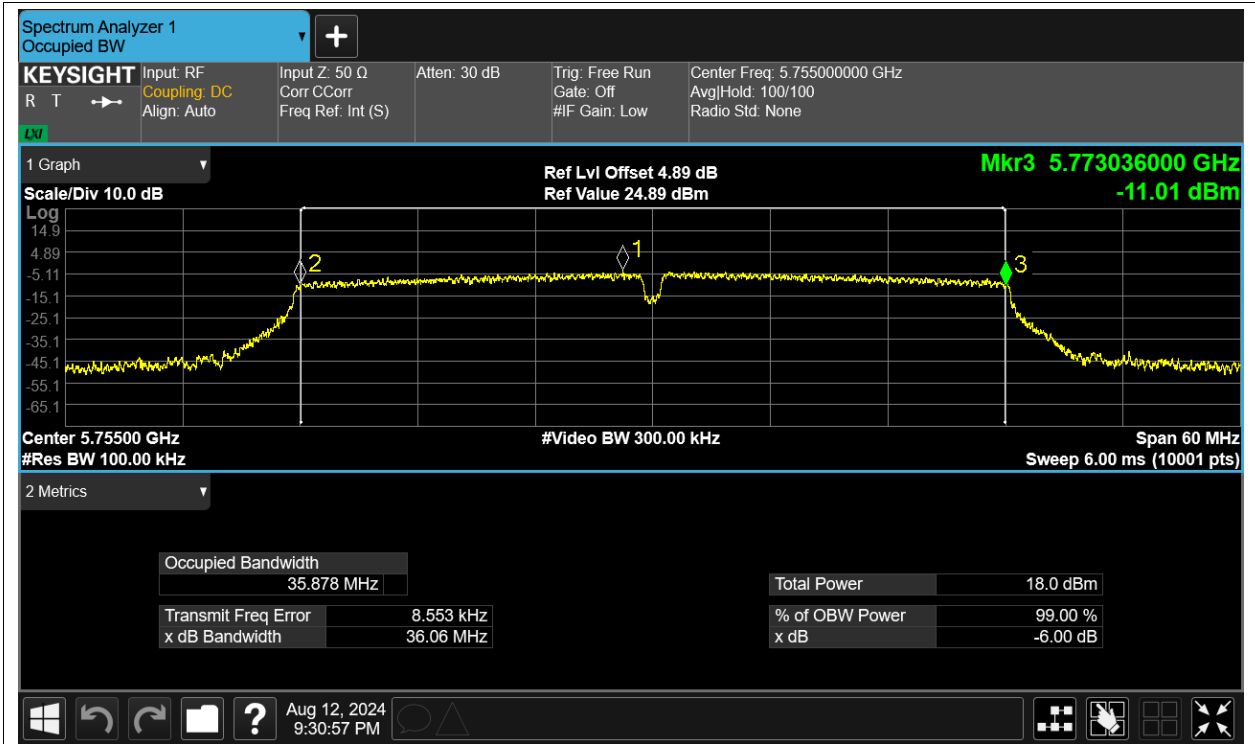 Spectrum Analyzer 1
Occupied BW
KEYSIGHT
R T
LXI
Input: RF
Coupling: DC
Align: Auto
Input Z: 50 Ω
Corr CCorr
Freq Ref: Int (S)
Atten: 30 dB
Trig: Free Run
Gate: Off
#IF Gain: Low
Center Freq: 5.755000000 GHz
Avg|Hold: 100/100
Radio Std: None
1 Graph
Scale/Div 10.0 dB
Ref Lvl Offset 4.89 dB
Ref Value 24.89 dBm
Mkr3 5.773036000 GHz
-11.01 dBm
Log
14.9
4.89
-5.11
-15.1
-25.1
-35.1
-45.1
-55.1
-65.1
2
1
3
Center 5.75500 GHz
#Res BW 100.00 kHz
#Video BW 300.00 kHz
Span 60 MHz
Sweep 6.00 ms (10001 pts)
2 Metrics
Occupied Bandwidth
35.878 MHz
Transmit Freq Error 8.553 kHz
x dB Bandwidth 36.06 MHz
Total Power 18.0 dBm
% of OBW Power 99.00 %
x dB -6.00 dB
?
Aug 12, 2024
9:30:57 PM